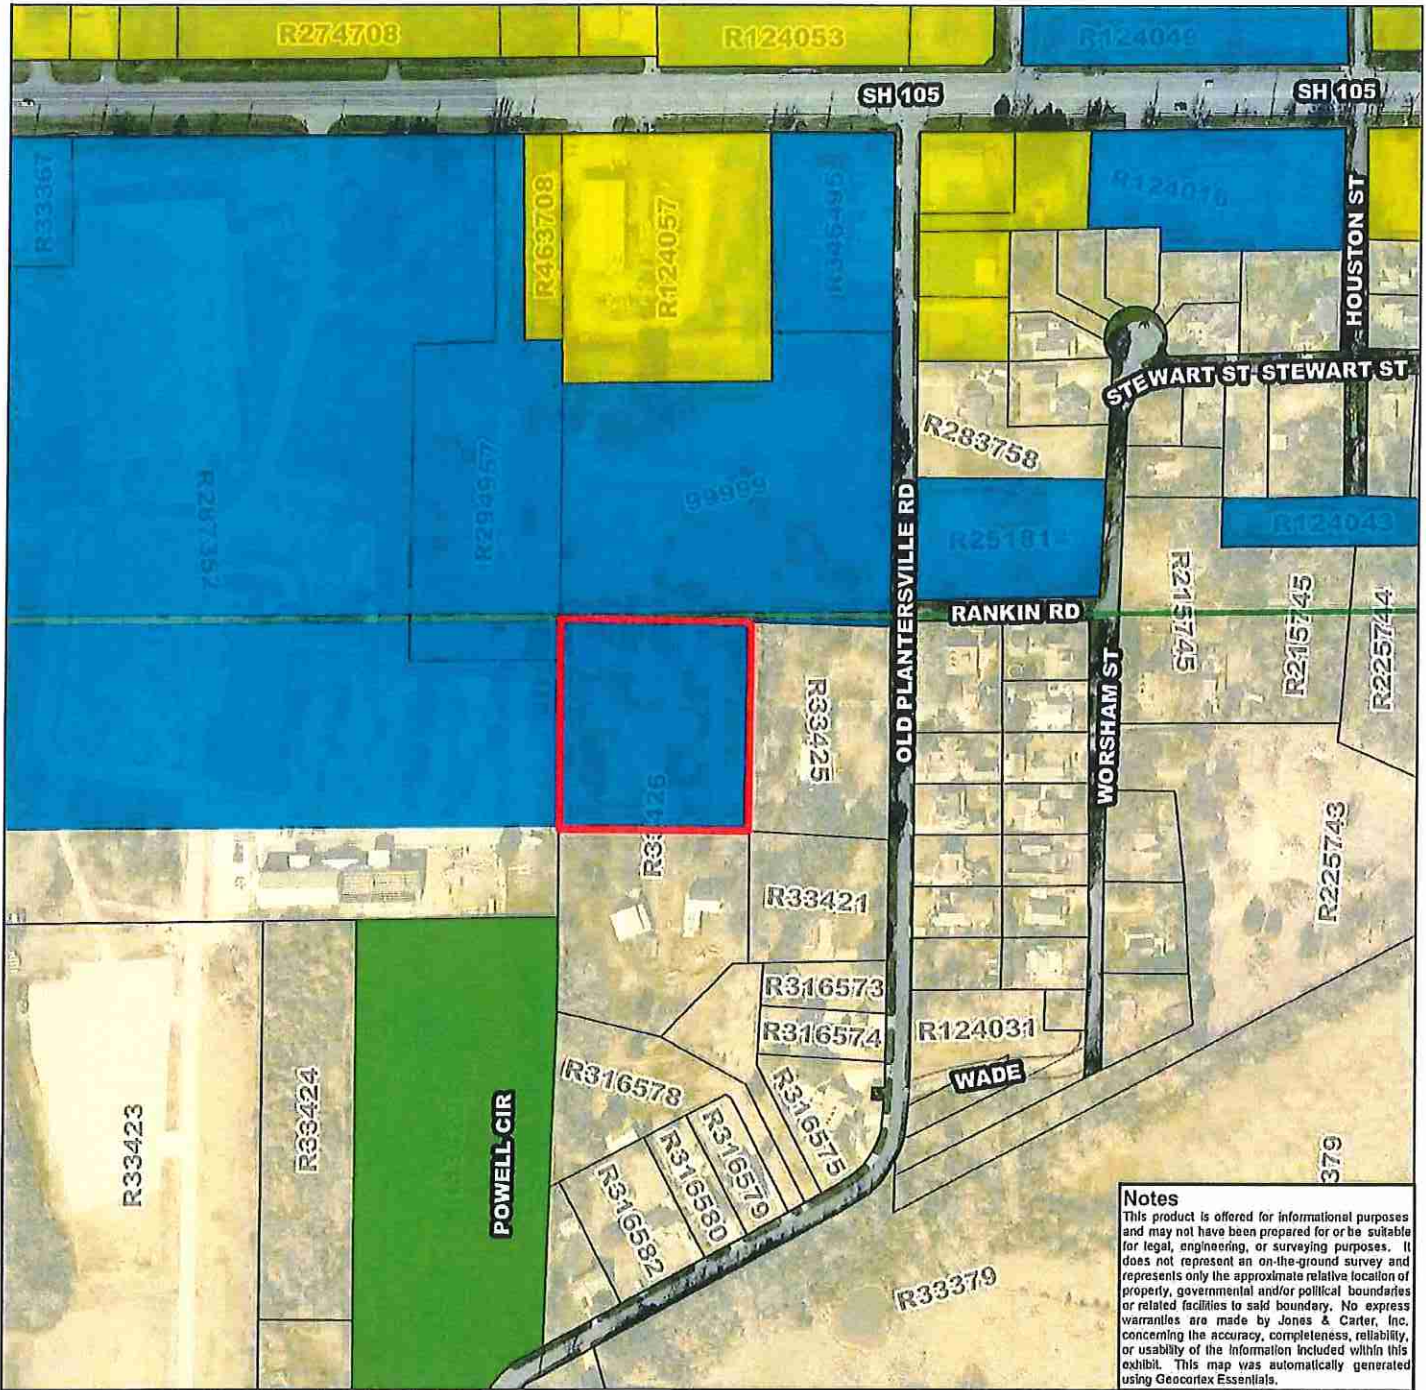 R274708
R124053
R124049
SH 105
SH 105
R33367
R463708
R124057
R124016
HOUSTON ST
STEWART ST
STEWART ST
R283758
R287352
R294957
99999
OLD PLANTERSVILLE RD
R25181
R124043
RANKIN RD
WORSHAM ST
R215745
R215745
R225744
R33425
R225743
R33421
R316573
R316574
R124031
WADE
R316578
R316575
R316579
R316580
R316582
R33423
R33424
POWELL CIR
379
R33379
Notes
This product is offered for informational purposes
and may not have been prepared for or be suitable
for legal, engineering, or surveying purposes. It
does not represent an on-the-ground survey and
represents only the approximate relative location of
property, governmental and/or political boundaries
or related facilities to said boundary. No express
warranties are made by Jones & Carter, Inc.
concerning the accuracy, completeness, reliability,
or usability of the information included within this
exhibit. This map was automatically generated
using Geocortex Essentials.